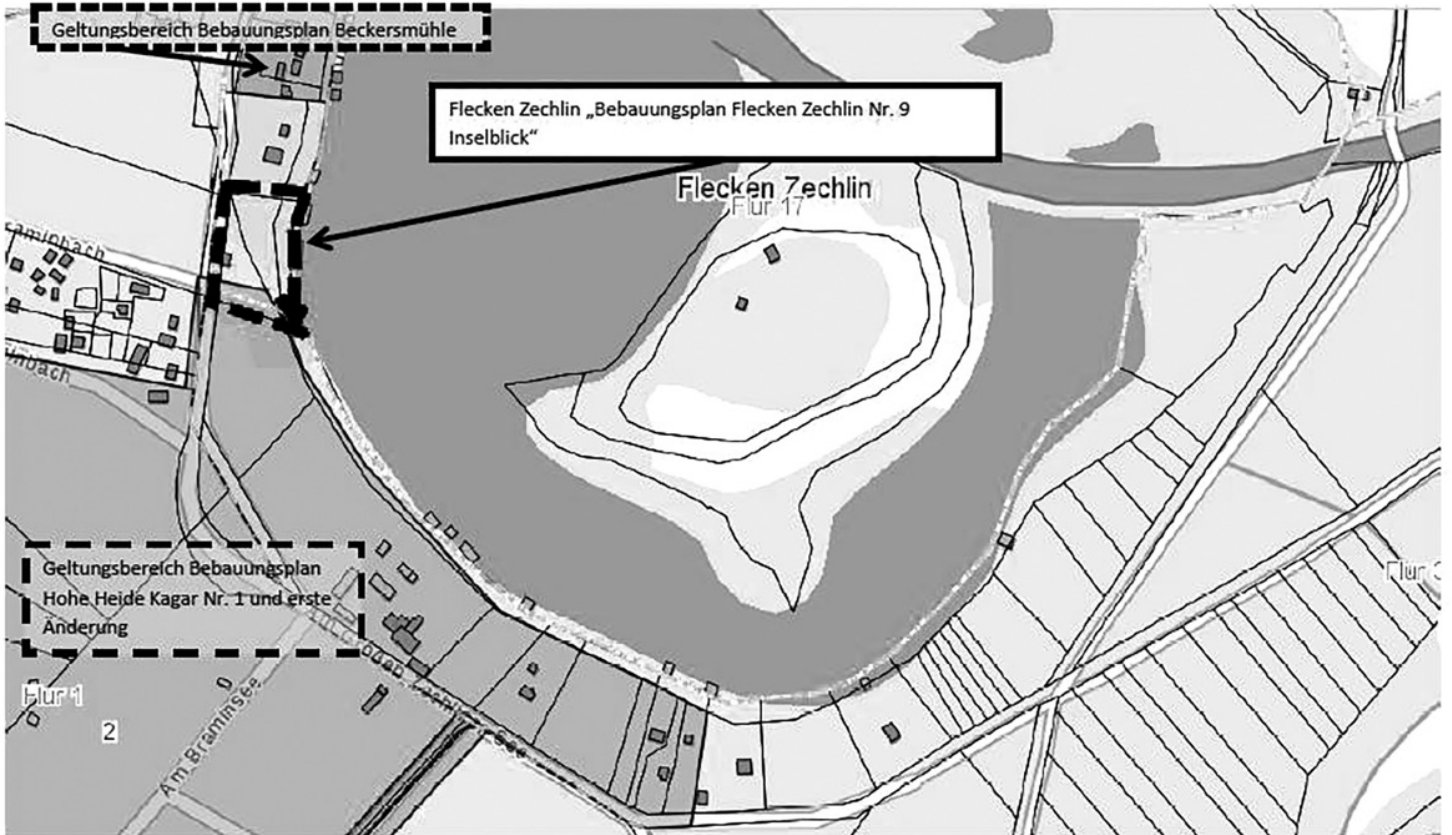 Geltungsbereich Bebauungsplan Beckersmühle
Flecken Zechlin „Bebauungsplan Flecken Zechlin Nr. 9
Inselblick“
Flecken Zechlin
Flur 17
Geltungsbereich Bebauungsplan
Hohe Heide Kagar Nr. 1 und erste
Änderung
Flur 1
2
Am Braminsee